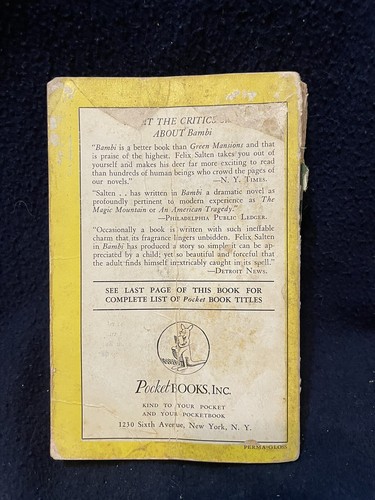 AT THE CRITICS
ABOUT Bambi
"Bambi is a better book than Green Mansions and that
is praise of the highest. Felix Salten takes you out of
yourself and makes his deer far more exciting to read
than hundreds of human beings who crowd the pages of
our novels." —N. Y. TIMES.
"Salten . . has written in Bambi a dramatic novel as
profoundly pertinent to modern experience as The
Magic Mountain or An American Tragedy."
—PHILADELPHIA PUBLIC LEDGER.
"Occasionally a book is written with such ineffable
charm that its fragrance lingers unbidden. Felix Salten
in Bambi has produced a story so simple it can be ap-
preciated by a child; yet so beautiful and forceful that
the adult finds himself inextricably caught in its spell."
—DETROIT NEWS.
SEE LAST PAGE OF THIS BOOK FOR
COMPLETE LIST OF Pocket BOOK TITLES
Pocket BOOKS, INC.
KIND TO YOUR POCKET
AND YOUR POCKETBOOK
1230 Sixth Avenue, New York, N. Y.